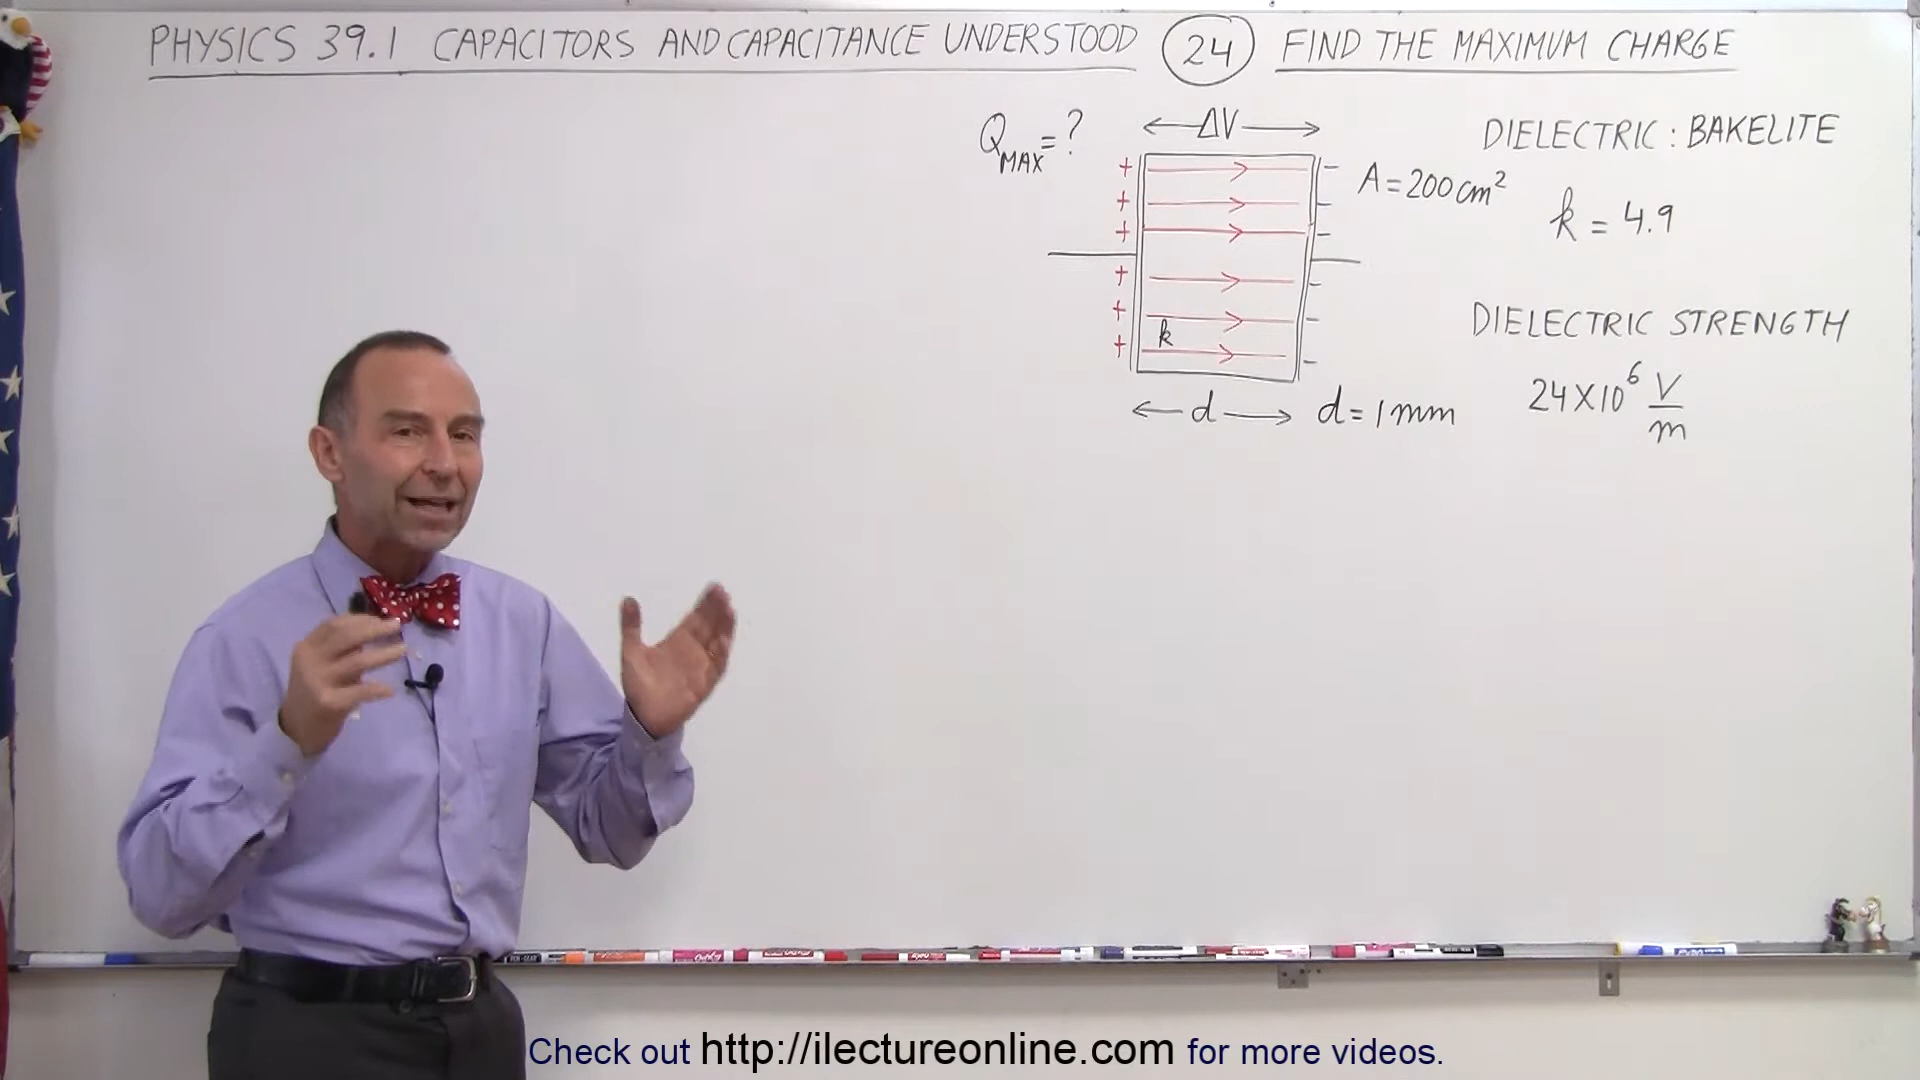 PHYSICS 39.1 CAPACITORS AND CAPACITANCE UNDERSTOOD 24 FIND THE MAXIMUM CHARGE
Q MAX = ?
ΔV
DIELECTRIC: BAKELITE
A = 200 cm²
k = 4.9
k
DIELECTRIC STRENGTH
24 X 10⁶ V/m
d
d = 1 mm
Check out http://ilectureonline.com for more videos.